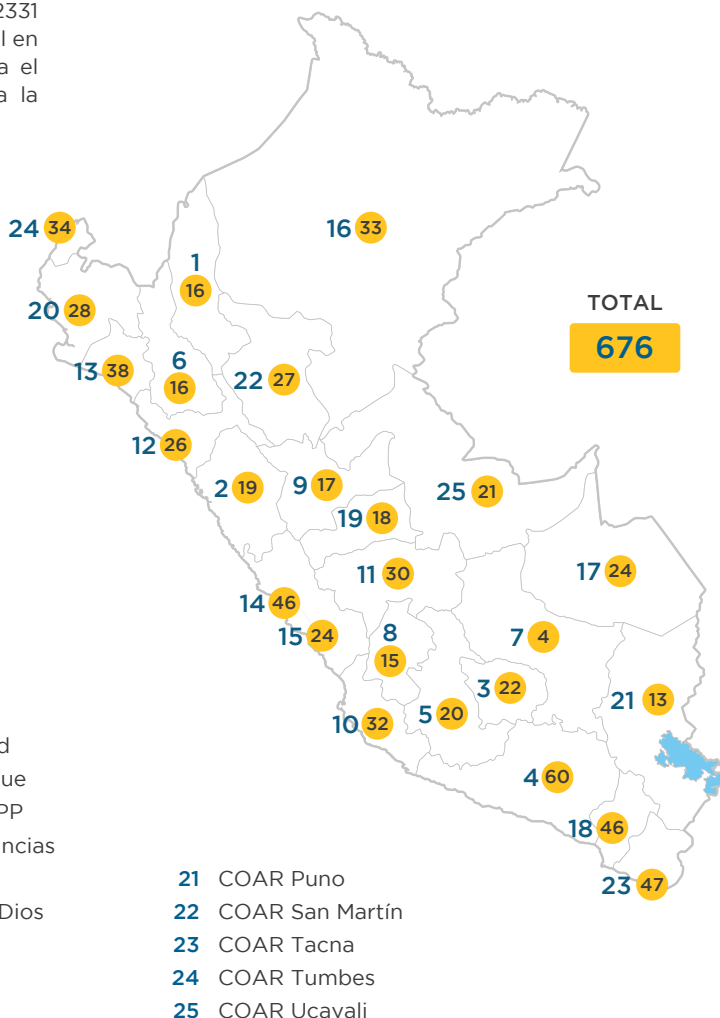 2331
l en
a el
a la
24 34
16 33
1
16
20 28
TOTAL
676
13 38
6
16
22 27
12 26
2 19
9 17
25 21
19 18
11 30
17 24
14 46
15 24
8
15
7 4
3 22
21 13
10 32
5 20
4 60
18 46
23 47
d
ue
PP
ncias
Dios
21 COAR Puno
22 COAR San Martín
23 COAR Tacna
24 COAR Tumbes
25 COAR Ucayali